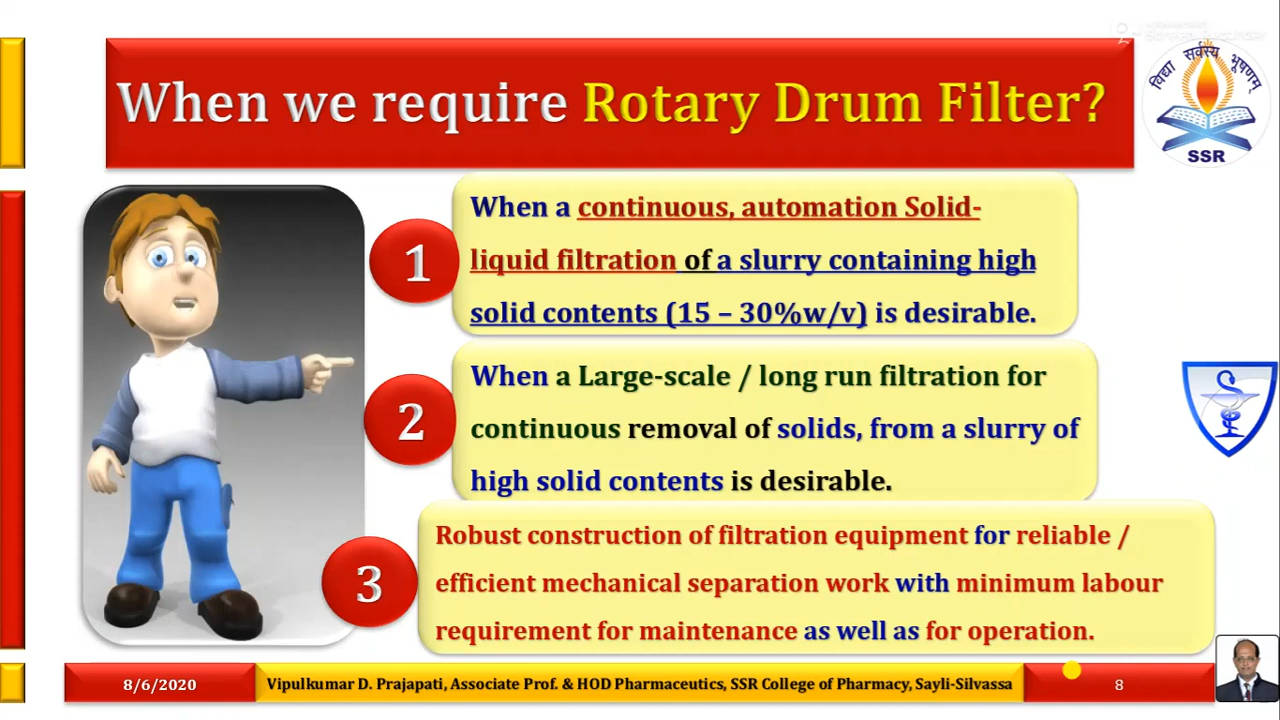 When we require Rotary Drum Filter?
विद्या सर्वस्य भूषणम्
SSR
1
When a continuous, automation Solid-
liquid filtration of a slurry containing high
solid contents (15 – 30%w/v) is desirable.
2
When a Large-scale / long run filtration for
continuous removal of solids, from a slurry of
high solid contents is desirable.
3
Robust construction of filtration equipment for reliable /
efficient mechanical separation work with minimum labour
requirement for maintenance as well as for operation.
8/6/2020
Vipulkumar D. Prajapati, Associate Prof. & HOD Pharmaceutics, SSR College of Pharmacy, Sayli-Silvassa
8